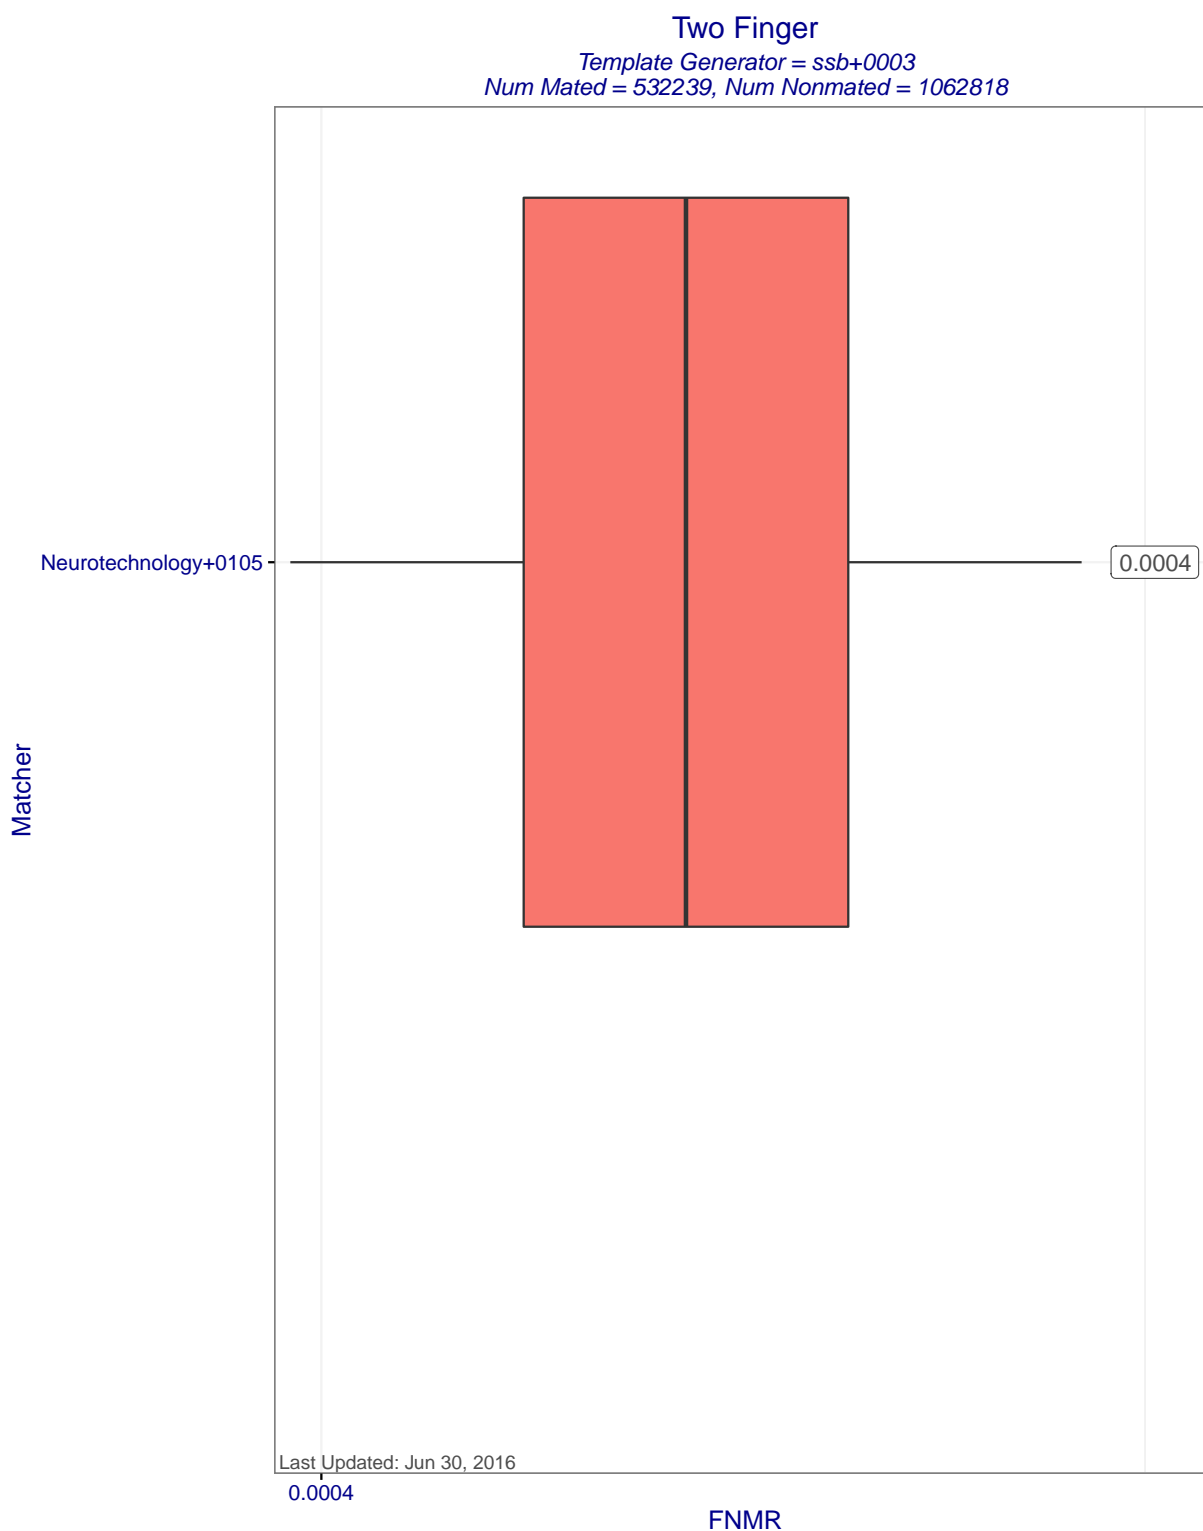 Two Finger
Template Generator = ssb+0003
Num Mated = 532239, Num Nonmated = 1062818
Neurotechnology+0105
0.0004
Matcher
Last Updated: Jun 30, 2016
0.0004
FNMR